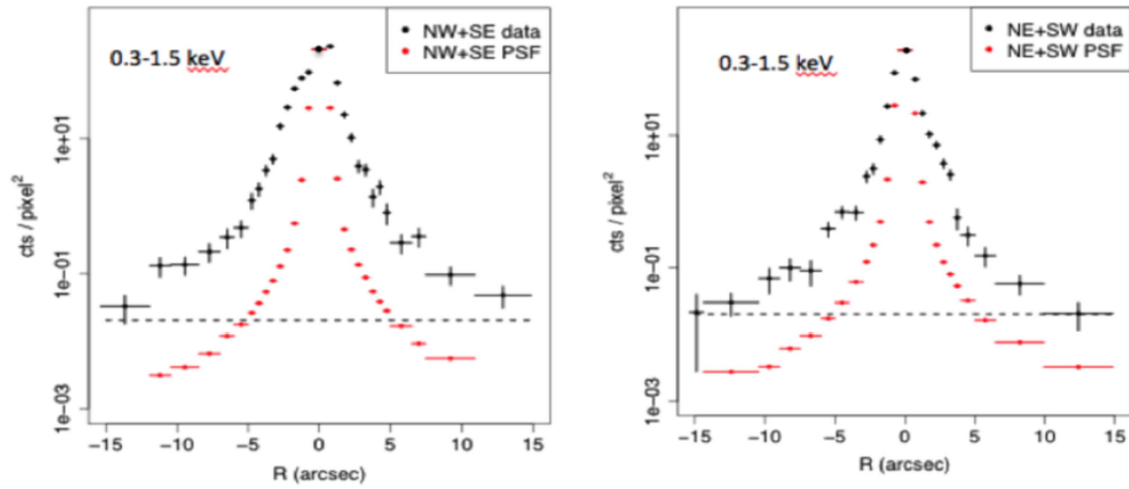 NW+SE data
NW+SE PSF
0.3-1.5 keV
cts / pixel²
1e+01
1e-01
1e-03
-15 -10 -5 0 5 10 15
R (arcsec)
NE+SW data
NE+SW PSF
0.3-1.5 keV
cts / pixel²
1e+01
1e-01
1e-03
-15 -10 -5 0 5 10 15
R (arcsec)